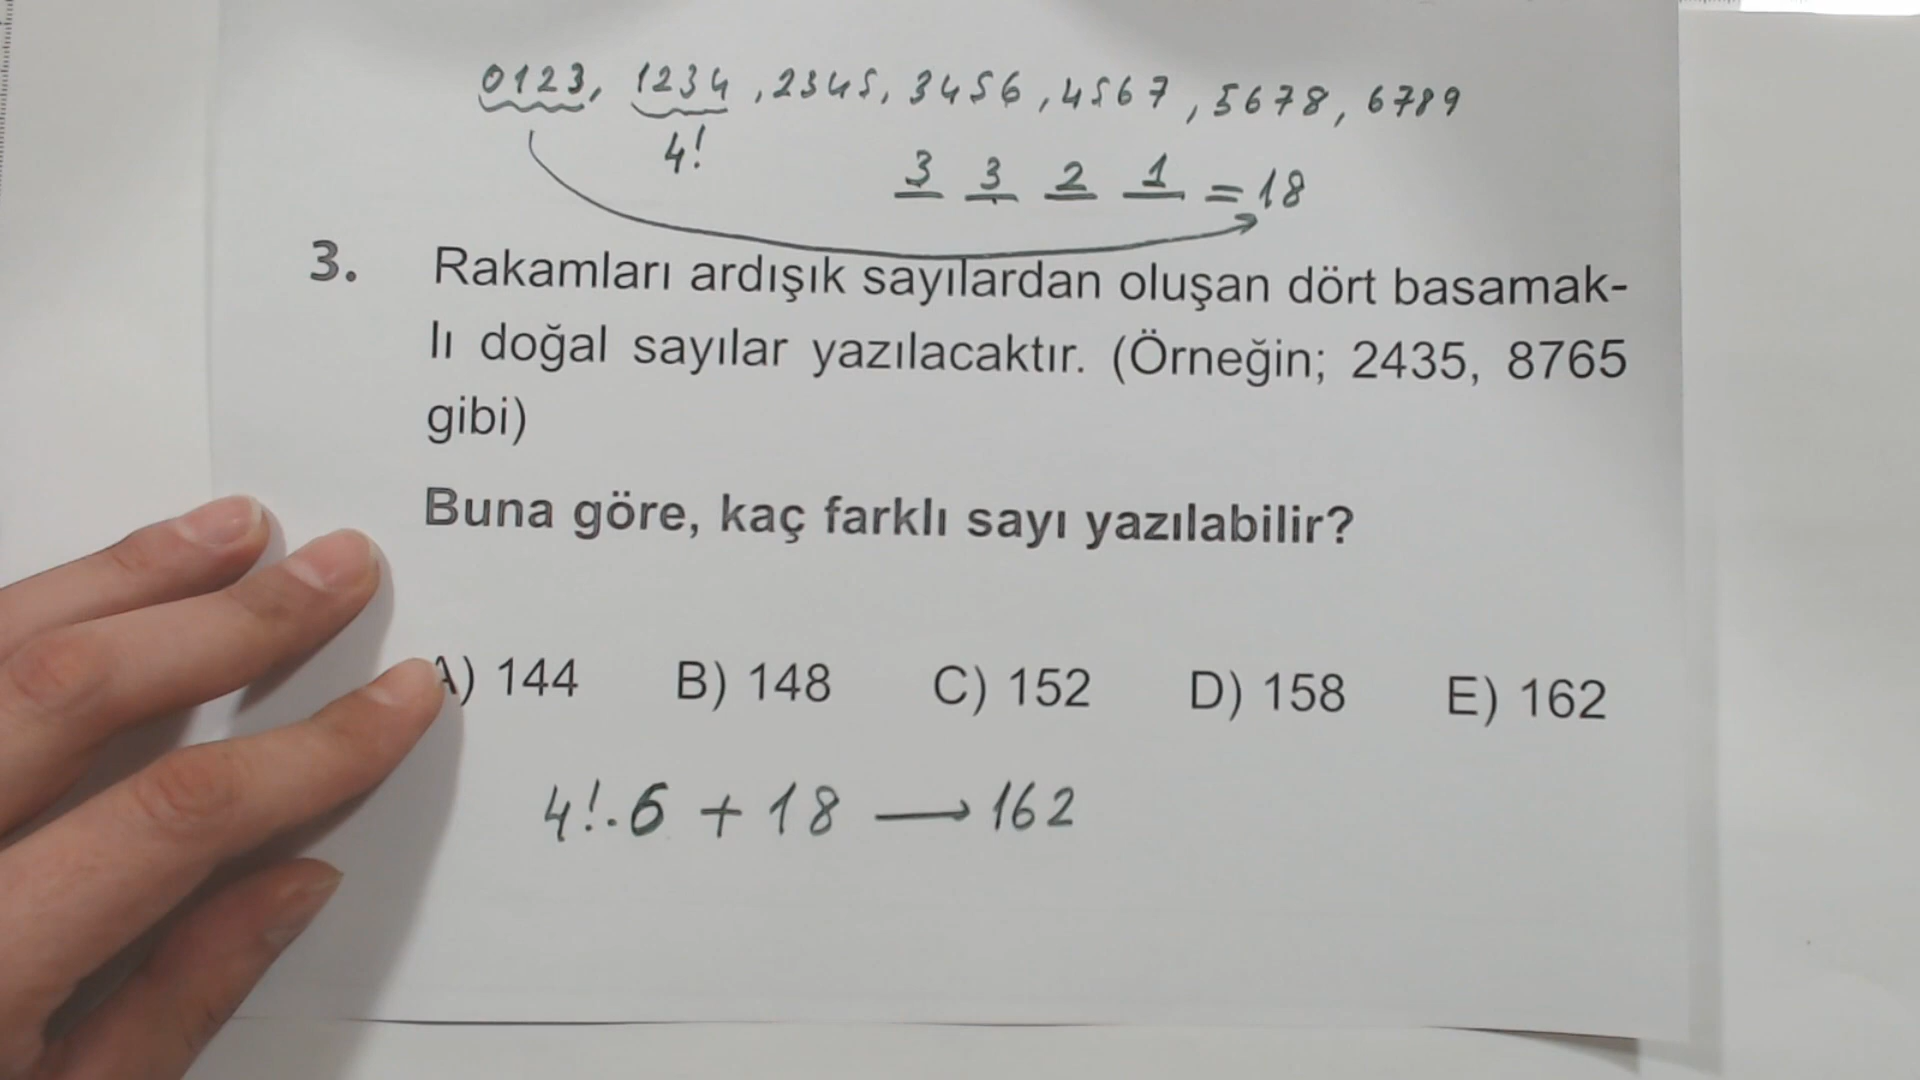 0123, 1234, 2345, 3456, 4567, 5678, 6789
4!
3 3 2 1 = 18
3. Rakamları ardışık sayılardan oluşan dört basamak-
lı doğal sayılar yazılacaktır. (Örneğin; 2435, 8765
gibi)
Buna göre, kaç farklı sayı yazılabilir?
A) 144 B) 148 C) 152 D) 158 E) 162
4!.6 + 18 → 162